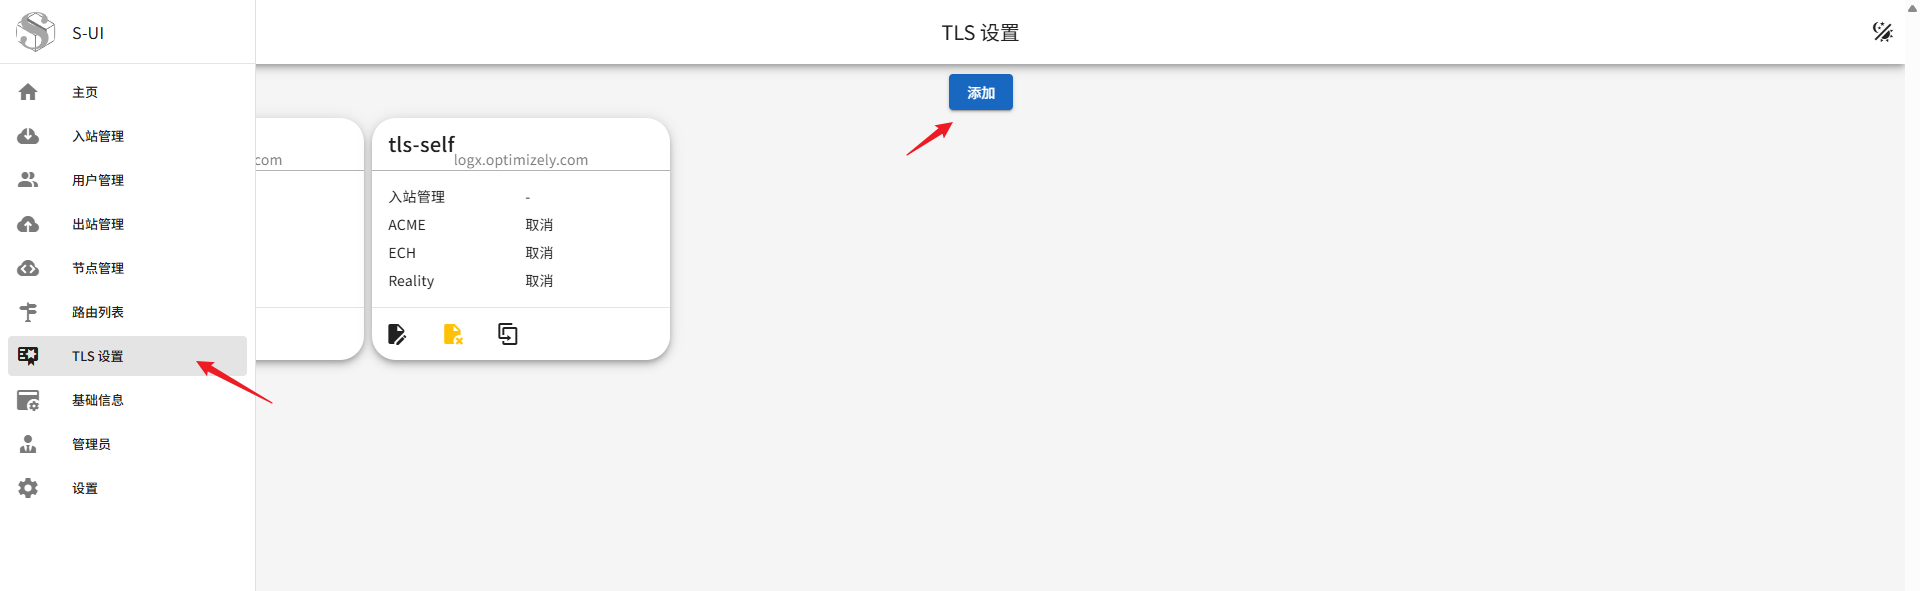 S-UI
主页
入站管理
用户管理
出站管理
节点管理
路由列表
TLS 设置
基础信息
管理员
设置
TLS 设置
添加
com
tls-self
logx.optimizely.com
入站管理 -
ACME 取消
ECH 取消
Reality 取消